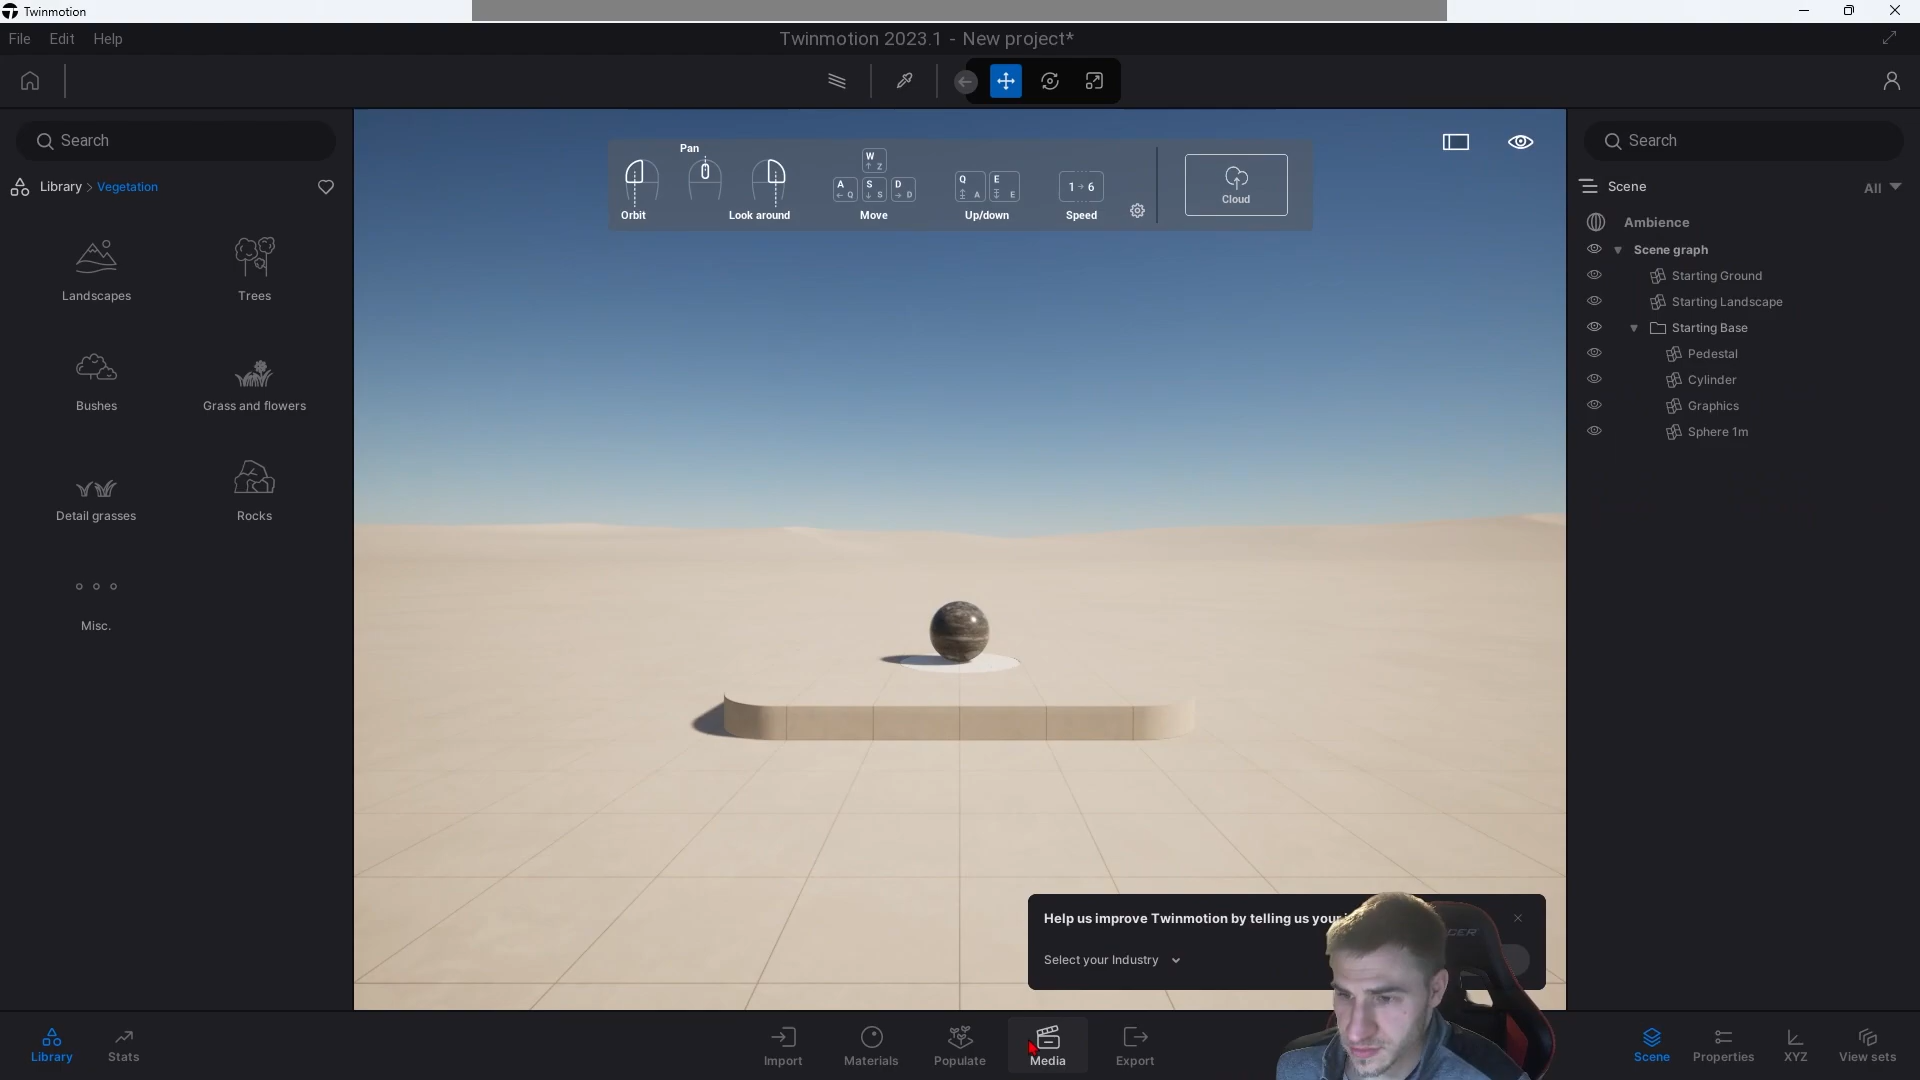 Twinmotion
File Edit Help
Twinmotion 2023.1 - New project*
Search
Library > Vegetation
Landscapes
Trees
Bushes
Grass and flowers
Detail grasses
Rocks
Misc.
Pan
Orbit
Look around
W
Z
A
Q
S
S
D
D
Move
Q
A
E
E
Up/down
1 → 6
Speed
Cloud
Search
Scene
All
Ambience
Scene graph
Starting Ground
Starting Landscape
Starting Base
Pedestal
Cylinder
Graphics
Sphere 1m
Help us improve Twinmotion by telling us your
Select your Industry
Library
Stats
Import
Materials
Populate
Media
Export
Scene
Properties
XYZ
View sets